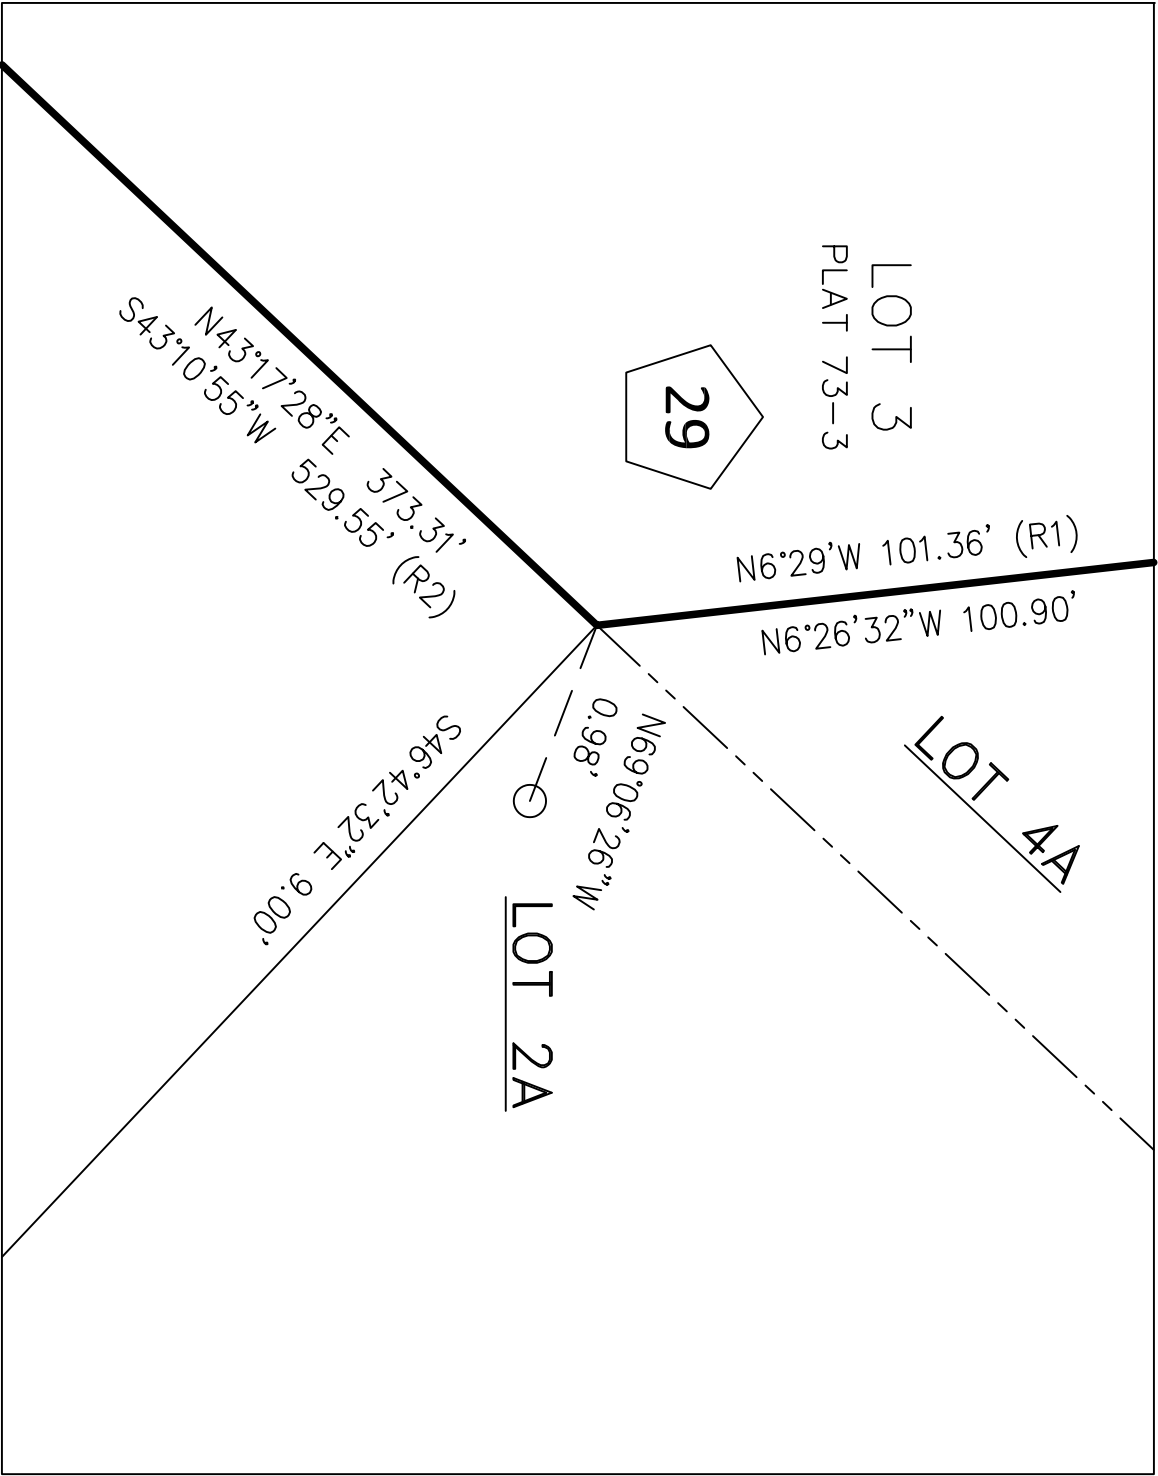 LOT 3
PLAT 73-3
29
N6°29'W 101.36' (R1)
N6°26'32"W 100.90'
LOT 4A
N43°17'28"E 373.31'
S43°10'55"W 529.55' (R2)
N69°06'26"W
0.98'
LOT 2A
S46°42'32"E 9.00'